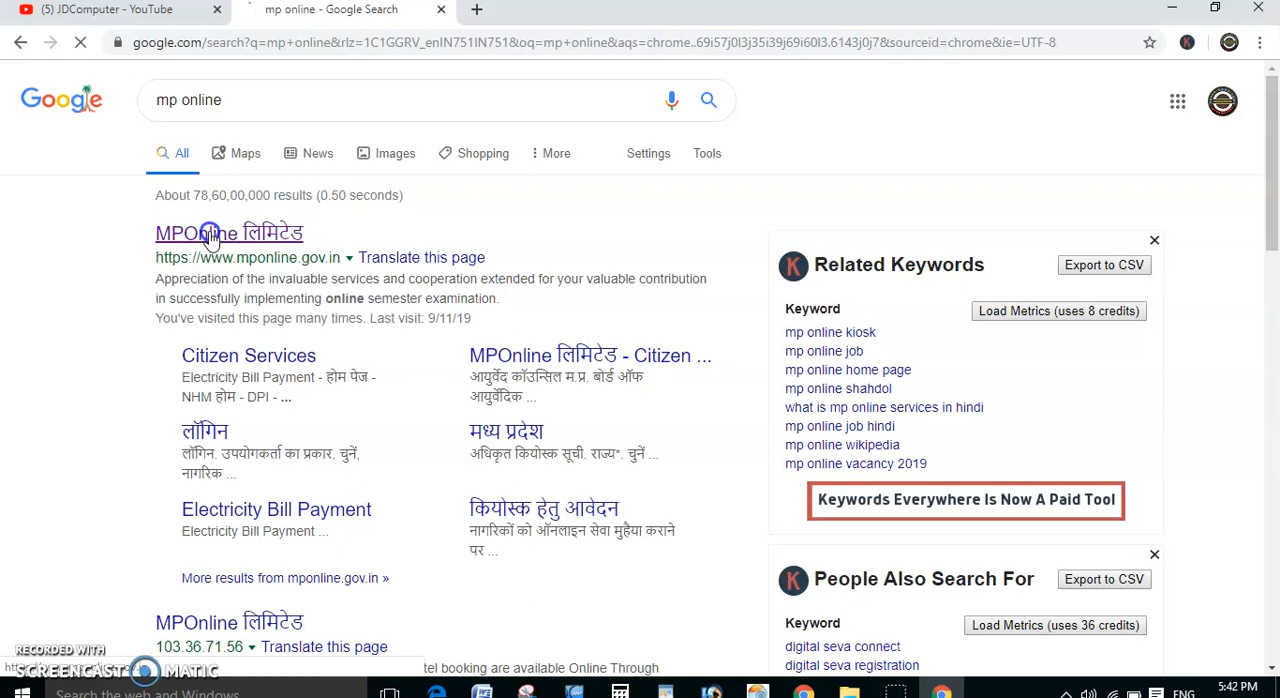 (5) JDComputer - YouTube
mp online - Google Search
google.com/search?q=mp+online&rlz=1C1GGRV_enIN751IN751&oq=mp+online&aqs=chrome..69i57j0l3j35i39j69i60l3.6143j0j7&sourceid=chrome&ie=UTF-8
Google
mp online
All Maps News Images Shopping More Settings Tools
About 78,60,00,000 results (0.50 seconds)
MPOnline लिमिटेड
https://www.mponline.gov.in ▾ Translate this page
Appreciation of the invaluable services and cooperation extended for your valuable contribution
in successfully implementing online semester examination.
You've visited this page many times. Last visit: 9/11/19
Citizen Services
Electricity Bill Payment - होम पेज -
NHM होम - DPI - ...
MPOnline लिमिटेड - Citizen ...
आयुर्वेद कॉउन्सिल म.प्र. बोर्ड ऑफ
आयुर्वेदिक ...
लॉगिन
लॉगिन. उपयोगकर्ता का प्रकार. चुनें,
नागरिक ...
मध्य प्रदेश
अधिकृत कियोस्क सूची. राज्य*. चुनें ...
Electricity Bill Payment
Electricity Bill Payment ...
कियोस्क हेतु आवेदन
नागरिकों को ऑनलाइन सेवा मुहैया कराने
पर ...
More results from mponline.gov.in »
MPOnline लिमिटेड
103.36.71.56 ▾ Translate this page
tel booking are available Online Through
K Related Keywords Export to CSV
Keyword Load Metrics (uses 8 credits)
mp online kiosk
mp online job
mp online home page
mp online shahdol
what is mp online services in hindi
mp online job hindi
mp online wikipedia
mp online vacancy 2019
Keywords Everywhere Is Now A Paid Tool
K People Also Search For Export to CSV
Keyword Load Metrics (uses 36 credits)
digital seva connect
digital seva registration
RECORDED WITH
SCREENCAST MATIC
Search the web and Windows
ENG
5:42 PM